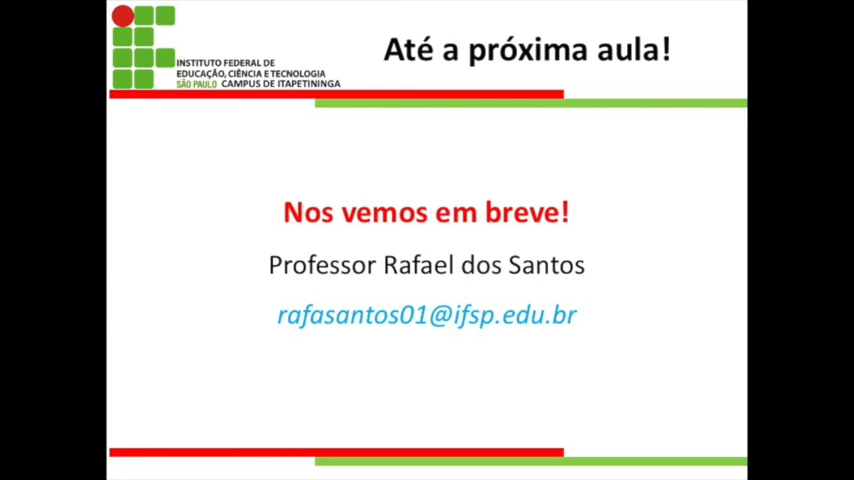 INSTITUTO FEDERAL DE
EDUCAÇÃO, CIÊNCIA E TECNOLOGIA
SÃO PAULO CAMPUS DE ITAPETININGA
Até a próxima aula!
Nos vemos em breve!
Professor Rafael dos Santos
rafasantos01@ifsp.edu.br